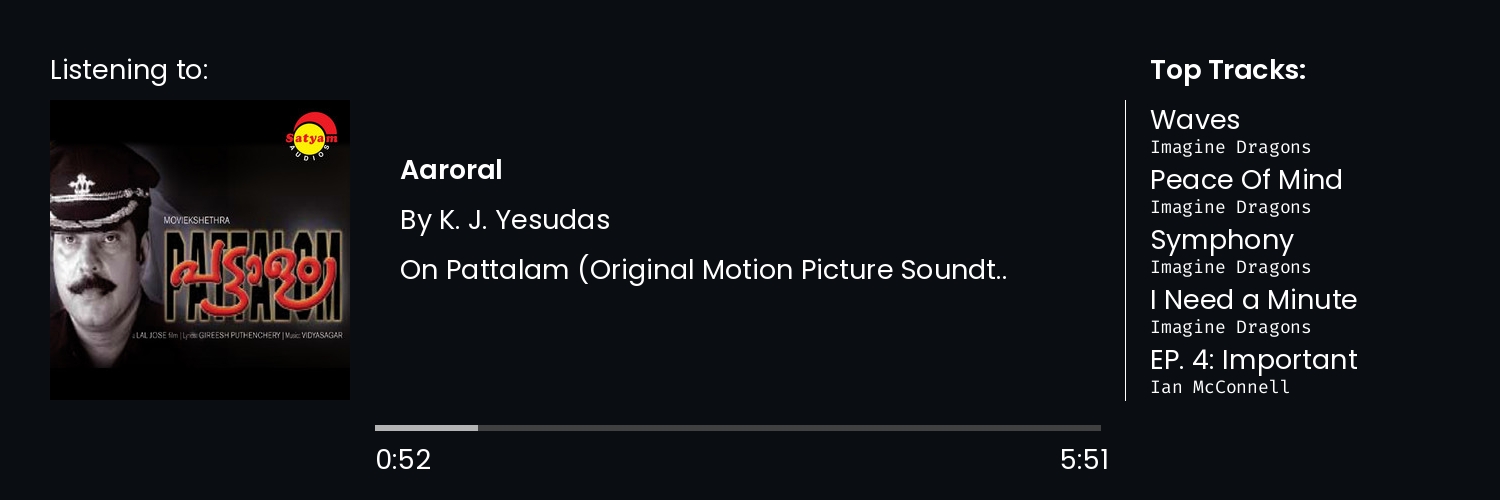 Listening to:
Satyam
AUDIOS
MOVIEKSHETHRA
PATTALOM
പട്ടാളം
LAL JOSE film | Lyrics: GIREESH PUTHENCHERY | Music: VIDYASAGAR
Aaroral
By K. J. Yesudas
On Pattalam (Original Motion Picture Soundt..
0:52
5:51
Top Tracks:
Waves
Imagine Dragons
Peace Of Mind
Imagine Dragons
Symphony
Imagine Dragons
I Need a Minute
Imagine Dragons
EP. 4: Important
Ian McConnell